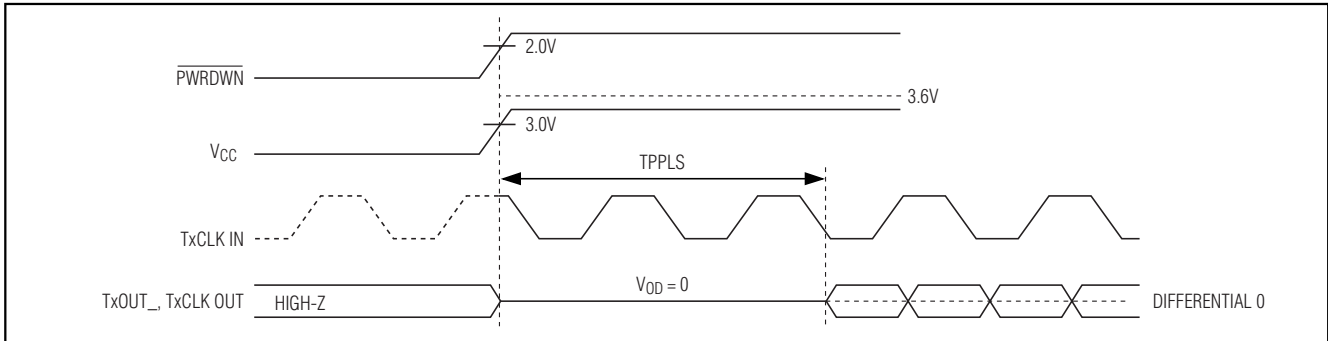 2.0V
PWRDWN
3.6V
3.0V
VCC
TPPLS
TxCLK IN
VOD = 0
TxOUT_, TxCLK OUT
HIGH-Z
DIFFERENTIAL 0